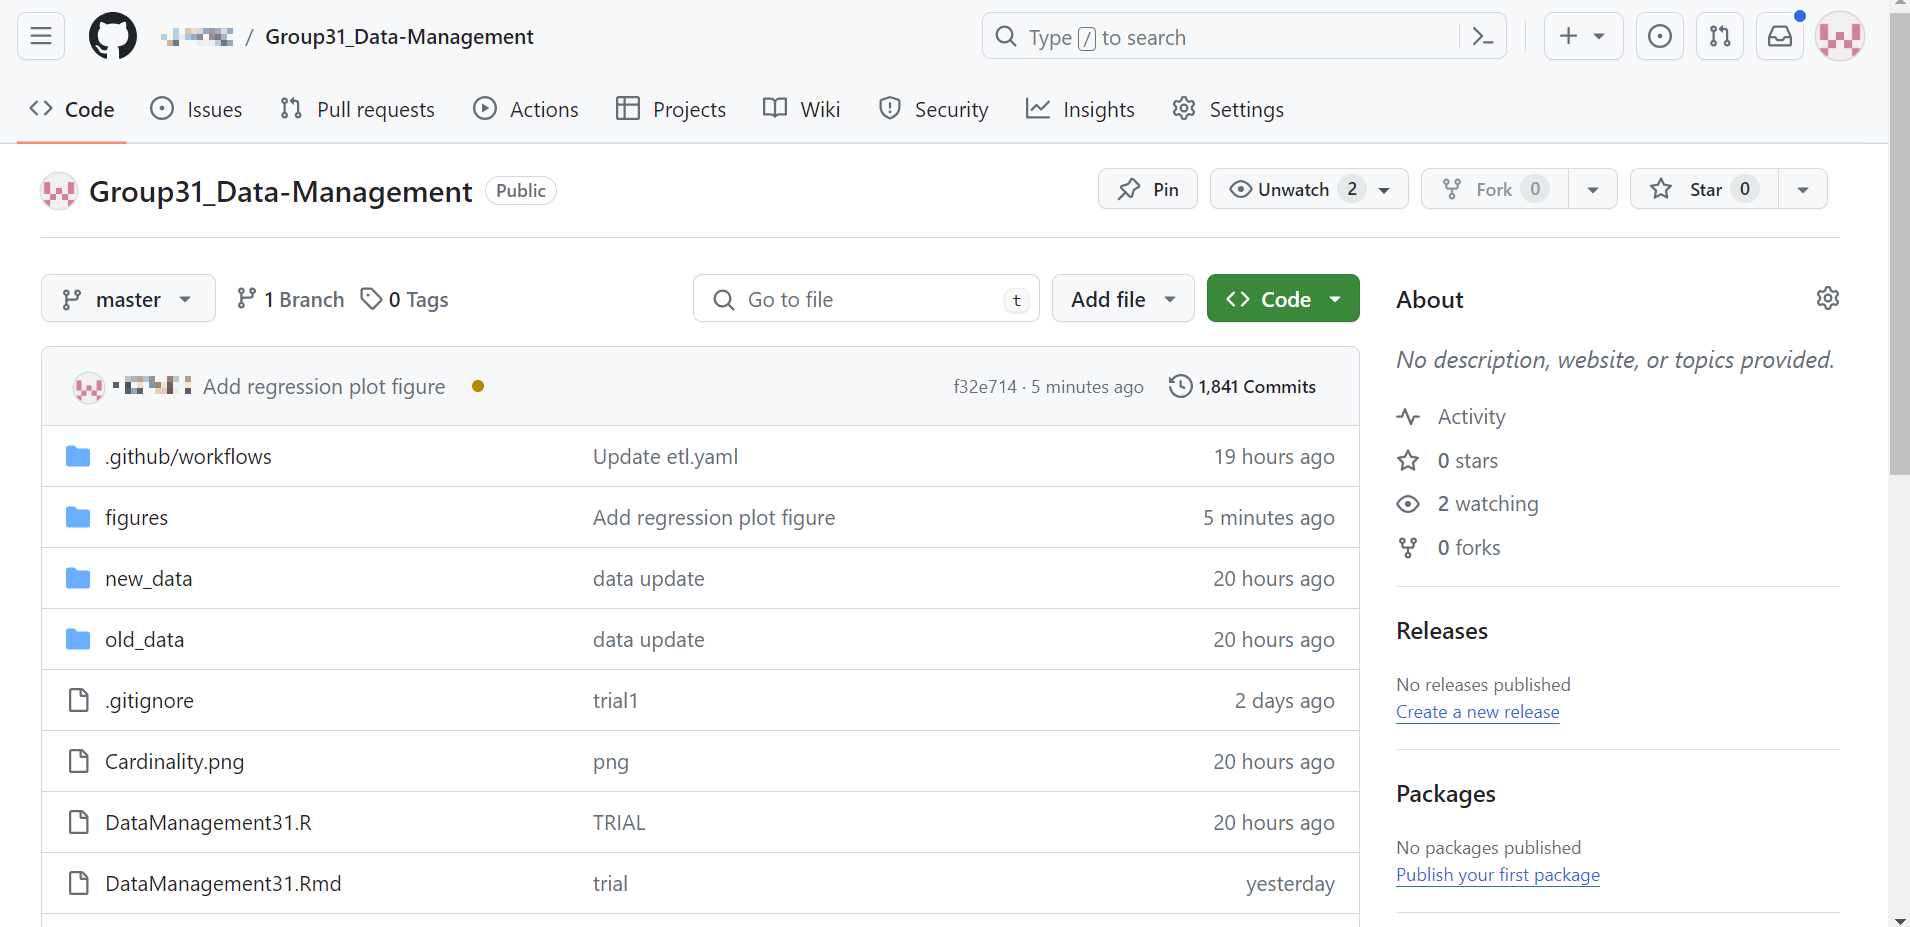 / Group31_Data-Management
Type / to search
Code Issues Pull requests Actions Projects Wiki Security Insights Settings
Group31_Data-Management Public
Pin Unwatch 2 Fork 0 Star 0
master 1 Branch 0 Tags Go to file t Add file Code
Add regression plot figure f32e714 · 5 minutes ago 1,841 Commits
.github/workflows Update etl.yaml 19 hours ago
figures Add regression plot figure 5 minutes ago
new_data data update 20 hours ago
old_data data update 20 hours ago
.gitignore trial1 2 days ago
Cardinality.png png 20 hours ago
DataManagement31.R TRIAL 20 hours ago
DataManagement31.Rmd trial yesterday
About
No description, website, or topics provided.
Activity
0 stars
2 watching
0 forks
Releases
No releases published
Create a new release
Packages
No packages published
Publish your first package